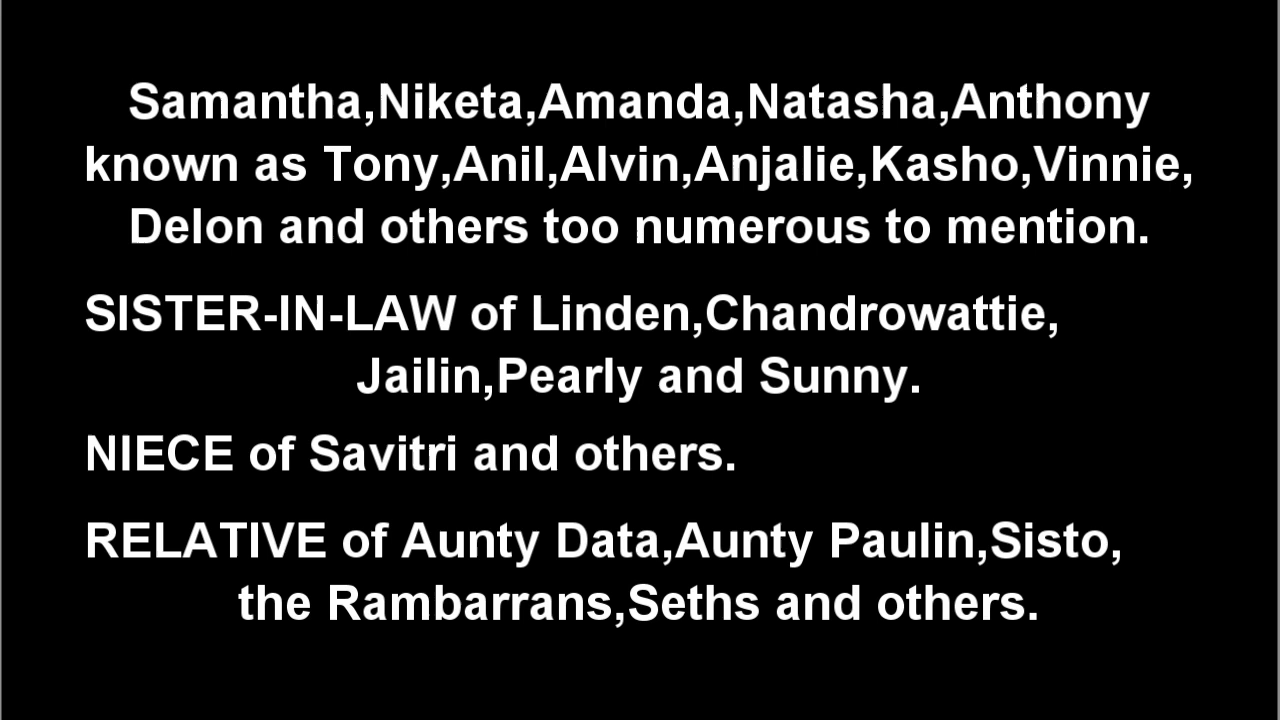 Samantha,Niketa,Amanda,Natasha,Anthony
known as Tony,Anil,Alvin,Anjalie,Kasho,Vinnie,
Delon and others too numerous to mention.
SISTER-IN-LAW of Linden,Chandrowattie,
Jailin,Pearly and Sunny.
NIECE of Savitri and others.
RELATIVE of Aunty Data,Aunty Paulin,Sisto,
the Rambarrans,Seths and others.